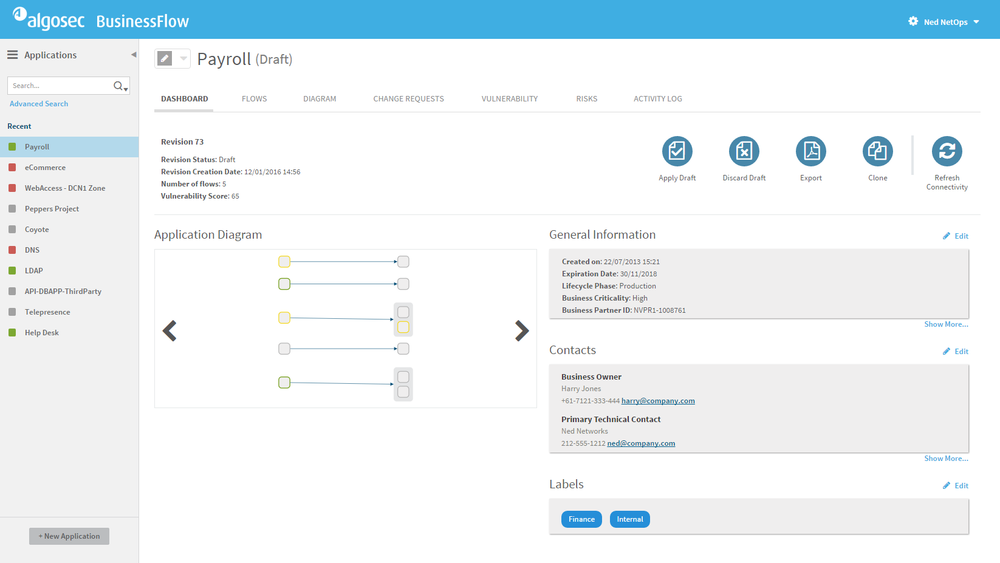 algosec BusinessFlow
Ned NetOps
Applications
Search...
Advanced Search
Recent
Payroll
eCommerce
WebAccess - DCN1 Zone
Peppers Project
Coyote
DNS
LDAP
API-DBAPP-ThirdParty
Telepresence
Help Desk
+ New Application
Payroll (Draft)
DASHBOARD FLOWS DIAGRAM CHANGE REQUESTS VULNERABILITY RISKS ACTIVITY LOG
Revision 73
Revision Status: Draft
Revision Creation Date: 12/01/2016 14:56
Number of flows: 5
Vulnerability Score: 65
Apply Draft
Discard Draft
Export
Clone
Refresh
Connectivity
Application Diagram
General Information
Edit
Created on: 22/07/2013 15:21
Expiration Date: 30/11/2018
Lifecycle Phase: Production
Business Criticality: High
Business Partner ID: NVPR1-1008761
Show More...
Contacts
Edit
Business Owner
Harry Jones
+61-7121-333-444 harry@company.com
Primary Technical Contact
Ned Networks
212-555-1212 ned@company.com
Show More...
Labels
Edit
Finance
Internal